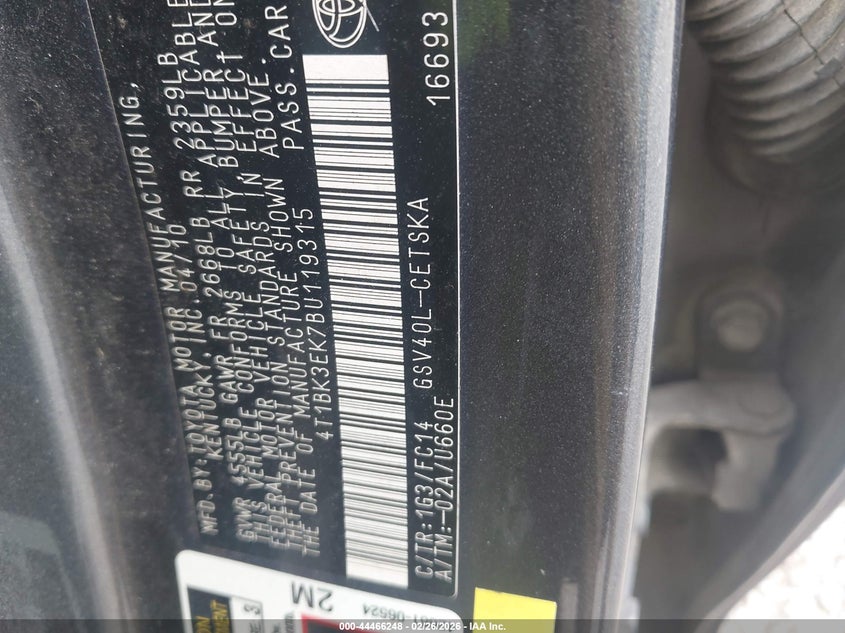 MFD. BY: TOYOTA MOTOR MANUFACTURING,
KENTUCKY, INC 04/10
GVWR 4555LB GAWR FR 2668LB RR 2359LB
THIS VEHICLE CONFORMS TO ALL APPLICABLE
FEDERAL MOTOR VEHICLE SAFETY, BUMPER AND
THEFT PREVENTION STANDARDS IN EFFECT ON
THE DATE OF MANUFACTURE SHOWN ABOVE.
4T1BK3EK7BU119315 PASS.CAR
C/TR:1G3/FC14 GSV40L-CETSKA
A/TM:-02A/U660E 16693
2M
06524
000-44466248 - 02/26/2026 - IAA, Inc.